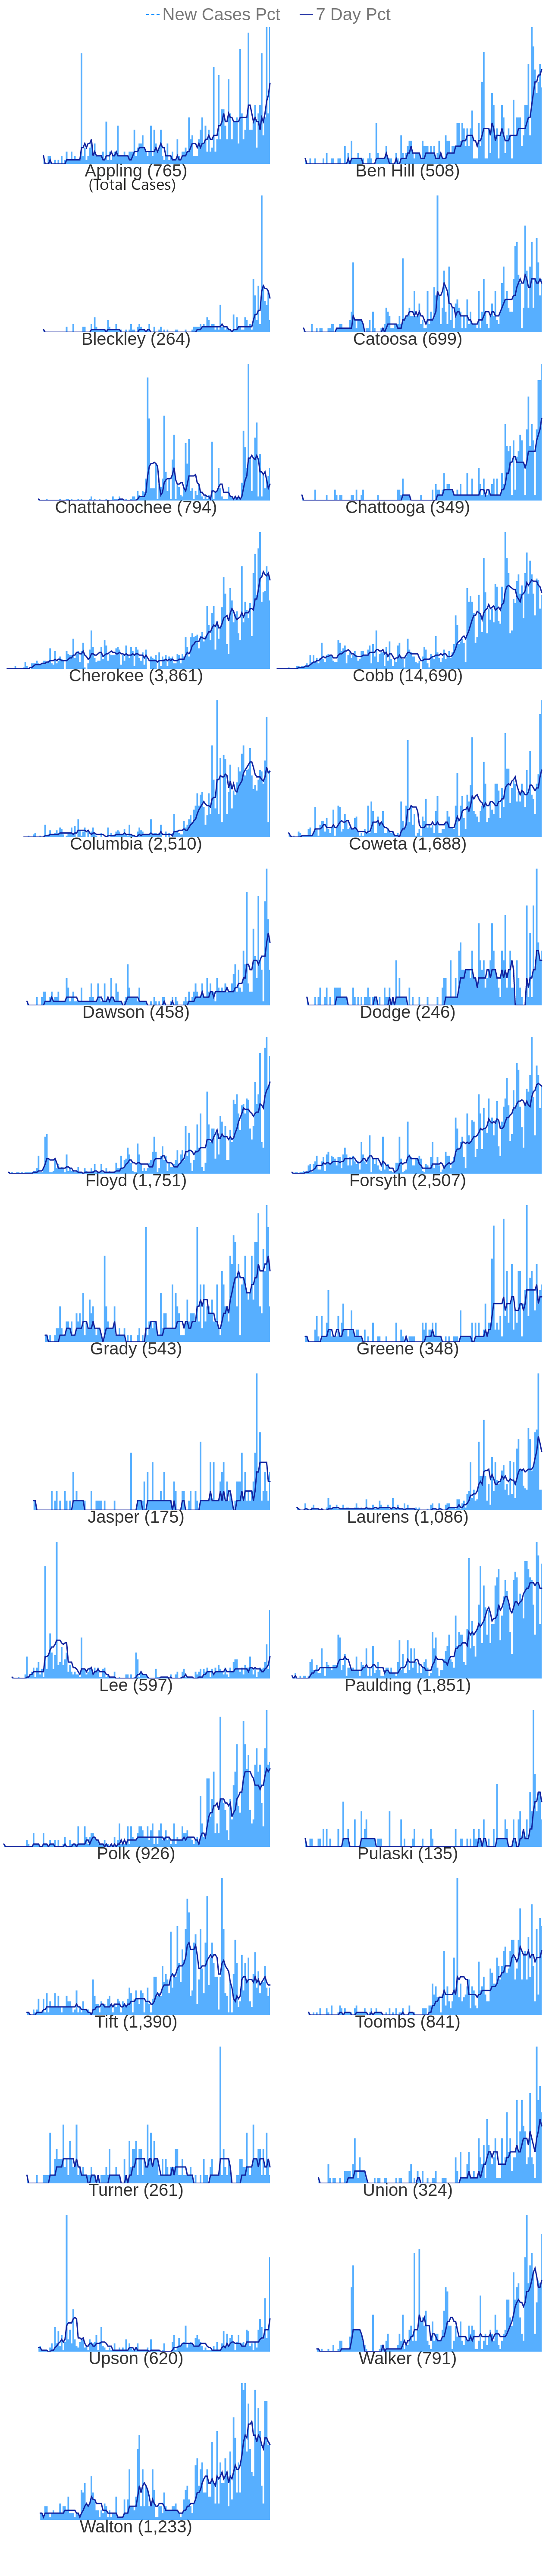 New Cases Pct 7 Day Pct
Appling (765) Ben Hill (508)
(Total Cases)
Bleckley (264) Catoosa (699)
Chattahoochee (794) Chattooga (349)
Cherokee (3,861) Cobb (14,690)
Columbia (2,510) Coweta (1,688)
Dawson (458) Dodge (246)
Floyd (1,751) Forsyth (2,507)
Grady (543) Greene (348)
Jasper (175) Laurens (1,086)
Lee (597) Paulding (1,851)
Polk (926) Pulaski (135)
Tift (1,390) Toombs (841)
Turner (261) Union (324)
Upson (620) Walker (791)
Walton (1,233)